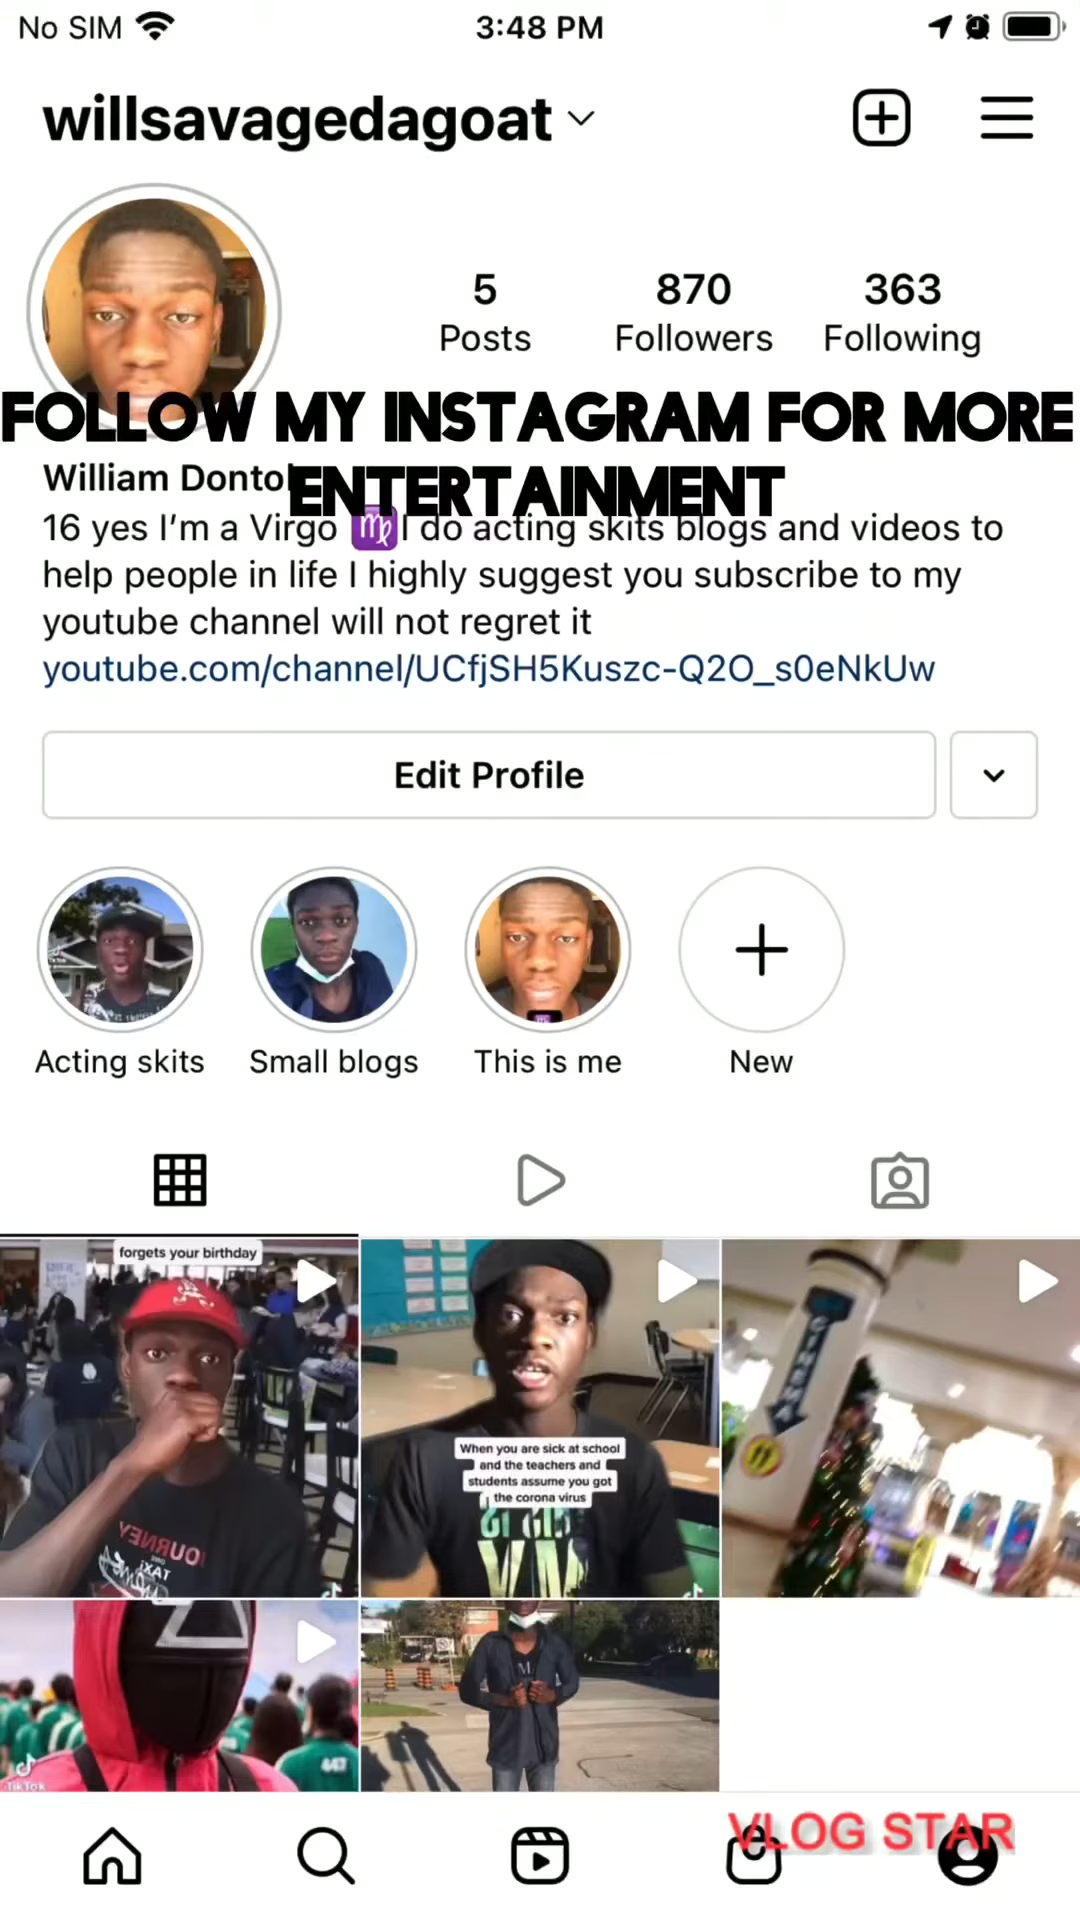 No SIM 3:48 PM
willsavagedagoat
5 870 363
Posts Followers Following
FOLLOW MY INSTAGRAM FOR MORE
ENTERTAINMENT
William
16 yes I'm a Virgo ♍ I do acting skits blogs and videos to
help people in life I highly suggest you subscribe to my
youtube channel will not regret it
youtube.com/channel/UCfjSH5Kuszc-Q2O_s0eNkUw
Edit Profile
Acting skits Small blogs This is me New
forgets your birthday
When you are sick at school
and the teachers and
students assume you got
the corona virus
TikTok
447
VLOG STAR